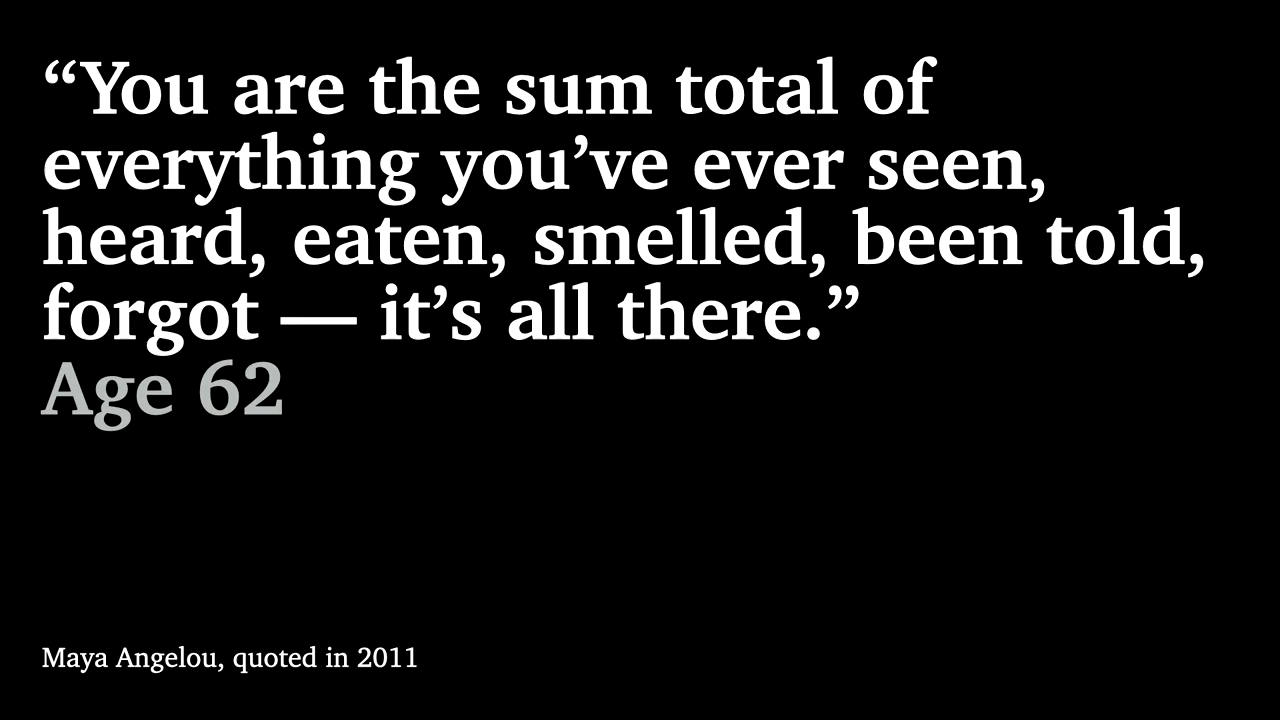 “You are the sum total of
everything you’ve ever seen,
heard, eaten, smelled, been told,
forgot — it’s all there.”
Age 62
Maya Angelou, quoted in 2011